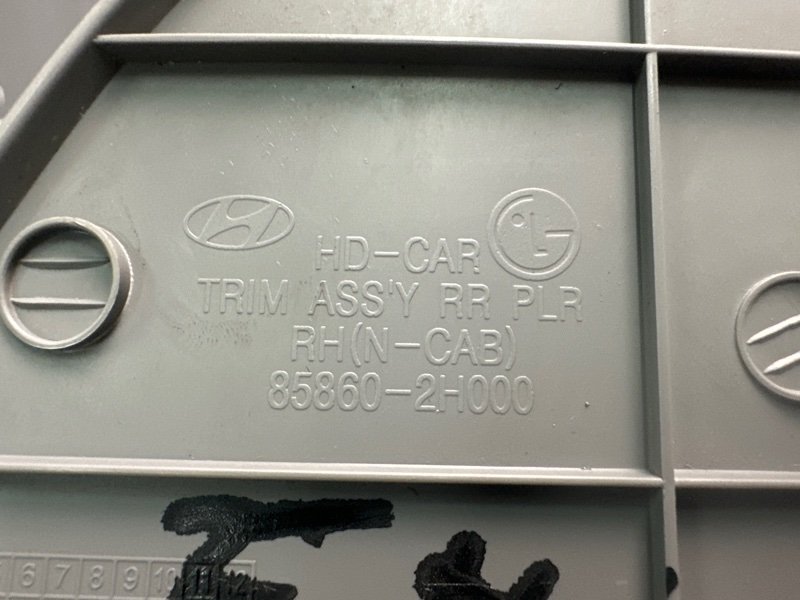 HD-CAR LG
TRIM ASS'Y RR PLR
RH(N-CAB)
85860-2H000
6 7 8 9 10 11 12